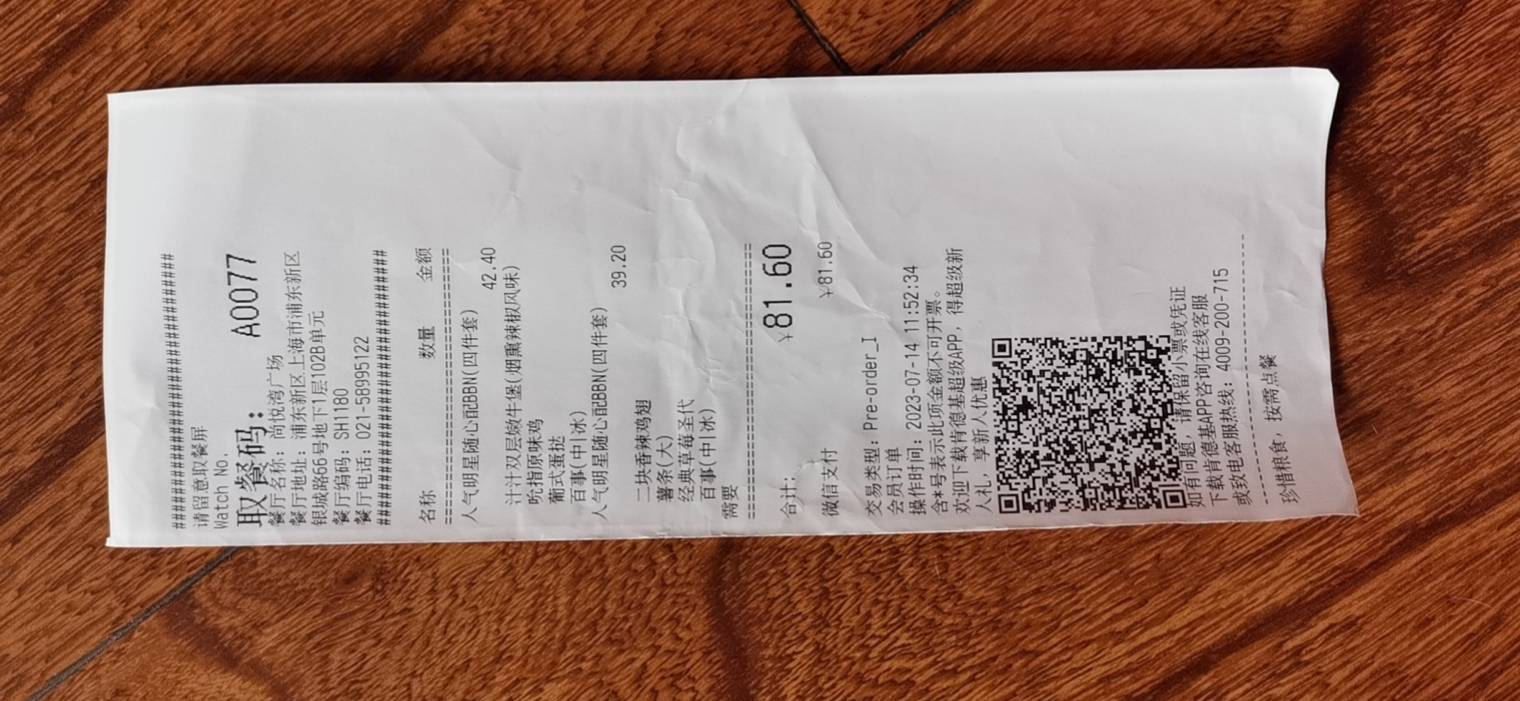 ##################################
请留意取餐屏
Watch No.
取餐码: A0077
餐厅名称: 尚悦湾广场
餐厅地址: 浦东新区上海市浦东新区
银城路66号地下1层102B单元
餐厅编码: SH1180
餐厅电话: 021-58995122
##################################
名称 数量 金额
==================================
人气明星随心配BBN(四件套)
42.40
汁汁双层嫩牛堡(烟熏辣椒风味)
吮指原味鸡
葡式蛋挞
百事(中|冰)
人气明星随心配BBN(四件套)
39.20
二块香辣鸡翅
薯条(大)
经典草莓圣代
百事(中|冰)
需要
==================================
合计: ¥81.60
微信支付 ¥81.60
交易类型: Pre-order_I
会员订单
操作时间: 2023-07-14 11:52:34
含*号表示此项金额不可开票。
欢迎下载肯德基超级APP, 得超级新
人礼, 享新人优惠
如有问题, 请保留小票或凭证
下载肯德基APP咨询在线客服
或致电客服热线: 4009-200-715
----------------------------------
珍惜粮食, 按需点餐